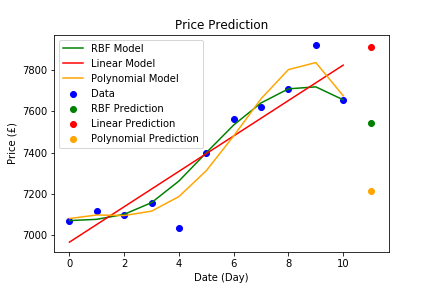 Price Prediction
RBF Model
Linear Model
Polynomial Model
Data
RBF Prediction
Linear Prediction
Polynomial Prediction
Price (£)
7800
7600
7400
7200
7000
0 2 4 6 8 10
Date (Day)